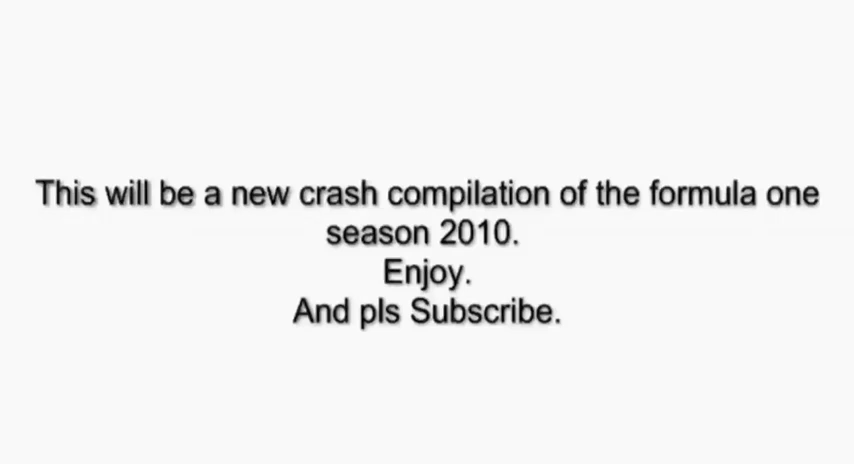 This will be a new crash compilation of the formula one
season 2010.
Enjoy.
And pls Subscribe.